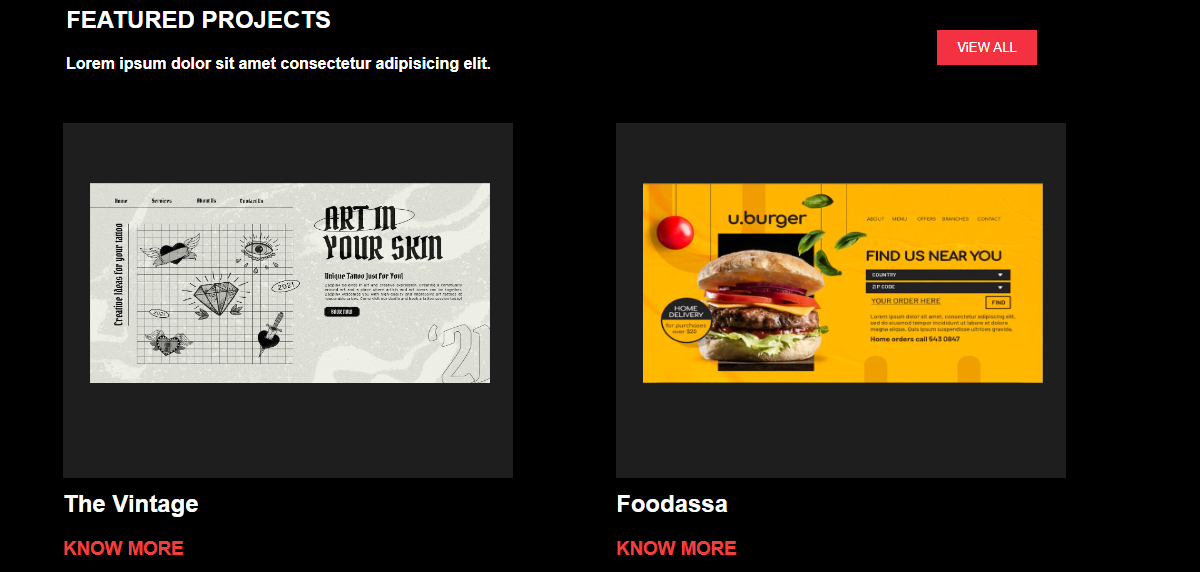 FEATURED PROJECTS
Lorem ipsum dolor sit amet consectetur adipisicing elit.
ViEW ALL
Home Services About Us Contact Us
Creative Ideas for your tattoo
2021
2021
ART IN
YOUR SKIN
Unique Tattoo Just For You!
BOOK NOW
'21
u.burger
ABOUT MENU OFFERS BRANCHES CONTACT
FIND US NEAR YOU
COUNTRY
ZIP CODE
YOUR ORDER HERE
FIND
HOME
DELIVERY
for purchases
over $20
Lorem ipsum dolor sit amet, consectetur adipiscing elit,
sed do eiusmod tempor incididunt ut labore et dolore
magna aliqua. Quis ipsum suspendisse ultrices gravida.
Home orders call 543 0847
The Vintage
KNOW MORE
Foodassa
KNOW MORE